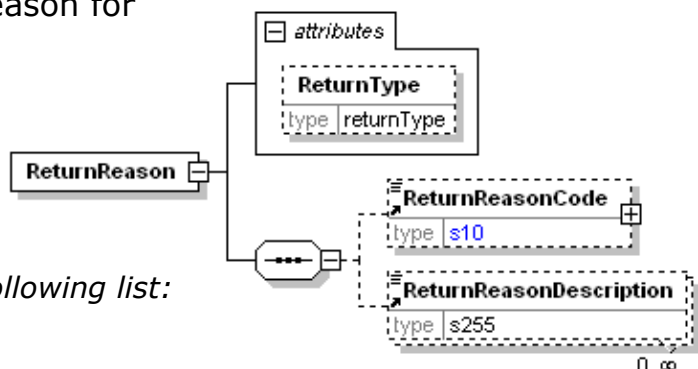 eason for
attributes
ReturnType
type returnType
ReturnReason
ReturnReasonCode
type s10
ollowing list:
ReturnReasonDescription
type s255
0..∞